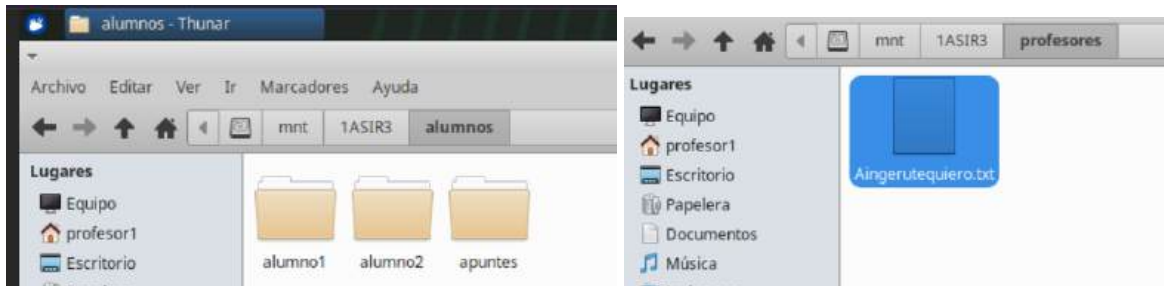 alumnos - Thunar
Archivo Editar Ver Ir Marcadores Ayuda
mnt 1ASIR3 alumnos
Lugares
Equipo
profesor1
Escritorio
alumno1 alumno2 apuntes
mnt 1ASIR3 profesores
Lugares
Equipo
profesor1
Escritorio
Papelera
Documentos
Música
Aingerutequiero.txt